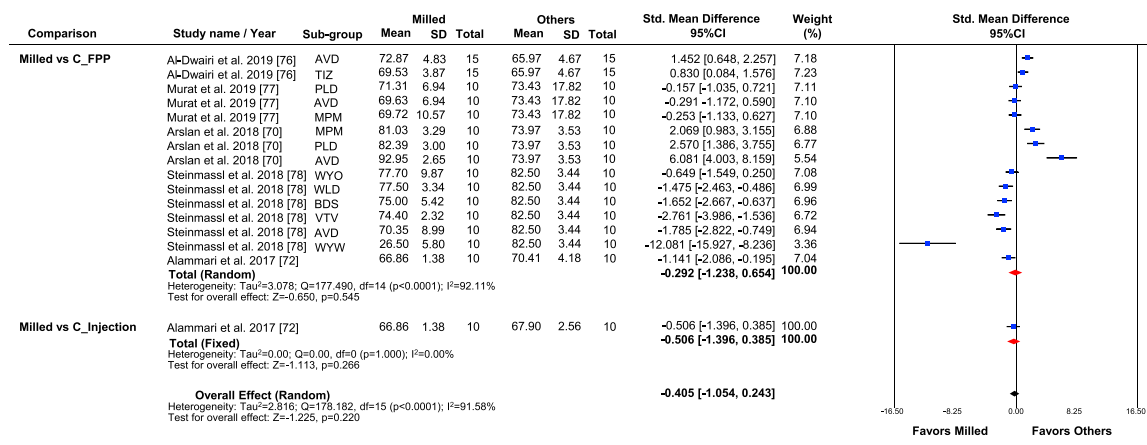 Milled Others Std. Mean Difference Weight Std. Mean Difference
Comparison Study name / Year Sub-group Mean SD Total Mean SD Total 95%CI (%) 95%CI
Milled vs C_FPP Al-Dwairi et al. 2019 [76] AVD 72.87 4.83 15 65.97 4.67 15 1.452 [0.648, 2.257] 7.18
Al-Dwairi et al. 2019 [76] TIZ 69.53 3.87 15 65.97 4.67 15 0.830 [0.084, 1.576] 7.23
Murat et al. 2019 [77] PLD 71.31 6.94 10 73.43 17.82 10 -0.157 [-1.035, 0.721] 7.11
Murat et al. 2019 [77] AVD 69.63 6.94 10 73.43 17.82 10 -0.291 [-1.172, 0.590] 7.10
Murat et al. 2019 [77] MPM 69.72 10.57 10 73.43 17.82 10 -0.253 [-1.133, 0.627] 7.10
Arslan et al. 2018 [70] MPM 81.03 3.29 10 73.97 3.53 10 2.069 [0.983, 3.155] 6.88
Arslan et al. 2018 [70] PLD 82.39 3.00 10 73.97 3.53 10 2.570 [1.386, 3.755] 6.77
Arslan et al. 2018 [70] AVD 92.95 2.65 10 73.97 3.53 10 6.081 [4.003, 8.159] 5.54
Steinmassl et al. 2018 [78] WYO 77.70 9.87 10 82.50 3.44 10 -0.649 [-1.549, 0.250] 7.08
Steinmassl et al. 2018 [78] WLD 77.50 3.34 10 82.50 3.44 10 -1.475 [-2.463, -0.486] 6.99
Steinmassl et al. 2018 [78] BDS 75.00 5.42 10 82.50 3.44 10 -1.652 [-2.667, -0.637] 6.96
Steinmassl et al. 2018 [78] VTV 74.40 2.32 10 82.50 3.44 10 -2.761 [-3.986, -1.536] 6.72
Steinmassl et al. 2018 [78] AVD 70.35 8.99 10 82.50 3.44 10 -1.785 [-2.822, -0.749] 6.94
Steinmassl et al. 2018 [78] WYW 26.50 5.80 10 82.50 3.44 10 -12.081 [-15.927, -8.236] 3.36
Alammari et al. 2017 [72] 66.86 1.38 10 70.41 4.18 10 -1.141 [-2.086, -0.195] 7.04
Total (Random) -0.292 [-1.238, 0.654] 100.00
Heterogeneity: Tau²=3.078; Q=177.490, df=14 (p<0.0001); I²=92.11%
Test for overall effect: Z=-0.650, p=0.545
Milled vs C_Injection Alammari et al. 2017 [72] 66.86 1.38 10 67.90 2.56 10 -0.506 [-1.396, 0.385] 100.00
Total (Fixed) -0.506 [-1.396, 0.385] 100.00
Heterogeneity: Tau²=0.00; Q=0.00, df=0 (p=1.000); I²=0.00%
Test for overall effect: Z=-1.113, p=0.266
Overall Effect (Random) -0.405 [-1.054, 0.243]
Heterogeneity: Tau²=2.816; Q=178.182, df=15 (p<0.0001); I²=91.58%
Test for overall effect: Z=-1.225, p=0.220
-16.50 -8.25 0.00 8.25 16.50
Favors Milled Favors Others